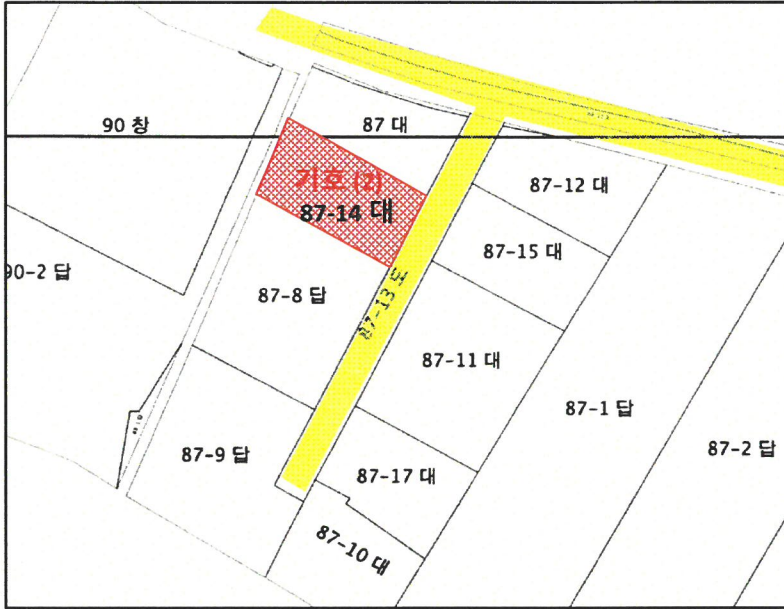 90 창
87 대
기호 (2)
87-14 대
87-12 대
87-15 대
90-2 답
87-8 답
87-13 도
87-11 대
87-1 답
87-9 답
87-17 대
87-2 답
87-10 대